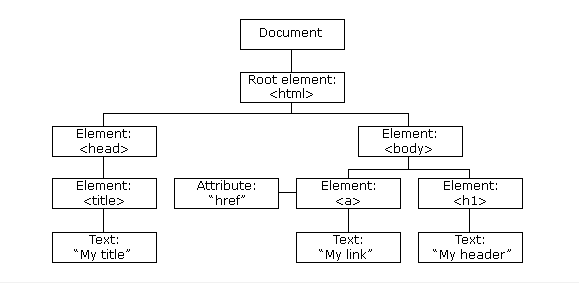 Document
Root element:
<html>
Element:
<head>
Element:
<body>
Element:
<title>
Attribute:
“href”
Element:
<a>
Element:
<h1>
Text:
“My title”
Text:
“My link”
Text:
“My header”